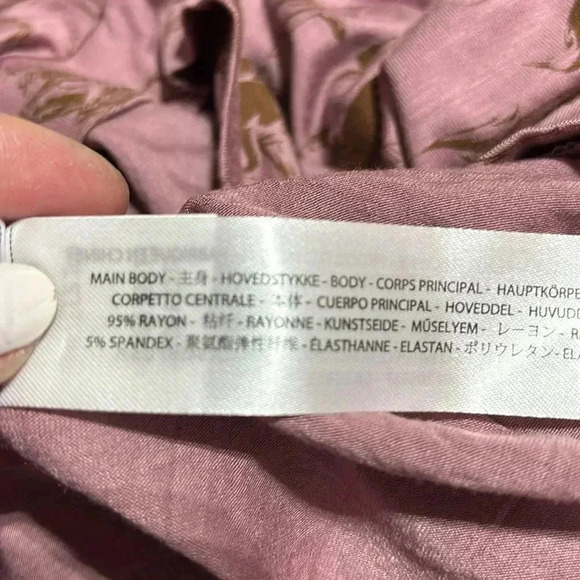 MAIN BODY - 主身 - HOVEDSTYKKE - BODY - CORPS PRINCIPAL - HAUPTKÖRPE
CORPETTO CENTRALE - 本体 - CUERPO PRINCIPAL - HOVEDDEL - HUVUDDE
95% RAYON - 粘纤 - RAYONNE - KUNSTSEIDE - MŰSELYEM - レーヨン - R
5% SPANDEX - 聚氨酯弹性纤维 - ÉLASTHANNE - ELASTAN - ポリウレタン - ELA